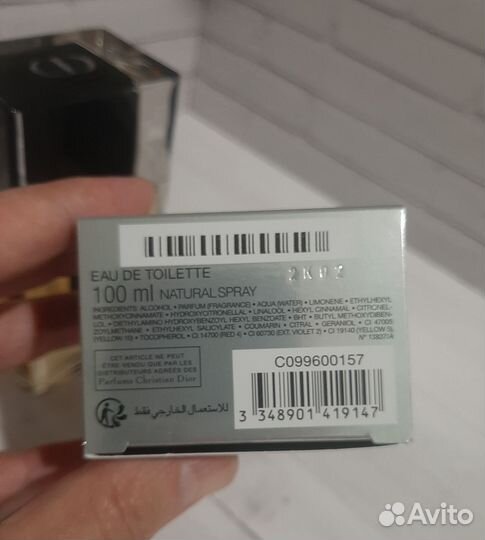 EAU DE TOILETTE
2K02
100 ml NATURAL SPRAY
INGREDIENTS: ALCOHOL • PARFUM (FRAGRANCE) • AQUA (WATER) • LIMONENE • ETHYLHEXYL
METHOXYCINNAMATE • HYDROXYCITRONELLAL • LINALOOL • HEXYL CINNAMAL • CITRONEL-
LOL • DIETHYLAMINO HYDROXYBENZOYL HEXYL BENZOATE • BHT • BUTYL METHOXYDIBEN-
ZOYLMETHANE • ETHYLHEXYL SALICYLATE • COUMARIN • CITRAL • GERANIOL • CI 47005
(YELLOW 10) • TOCOPHEROL • CI 14700 (RED 4) • CI 60730 (EXT. VIOLET 2) • CI 19140 (YELLOW 5)
N° 13837/A
CET ARTICLE NE PEUT
ÊTRE VENDU QUE PAR LES
DISTRIBUTEURS AGRÉÉS DES
Parfums Christian Dior
C099600157
للاستعمال الخارجي فقط
3 348901 419147
Avito